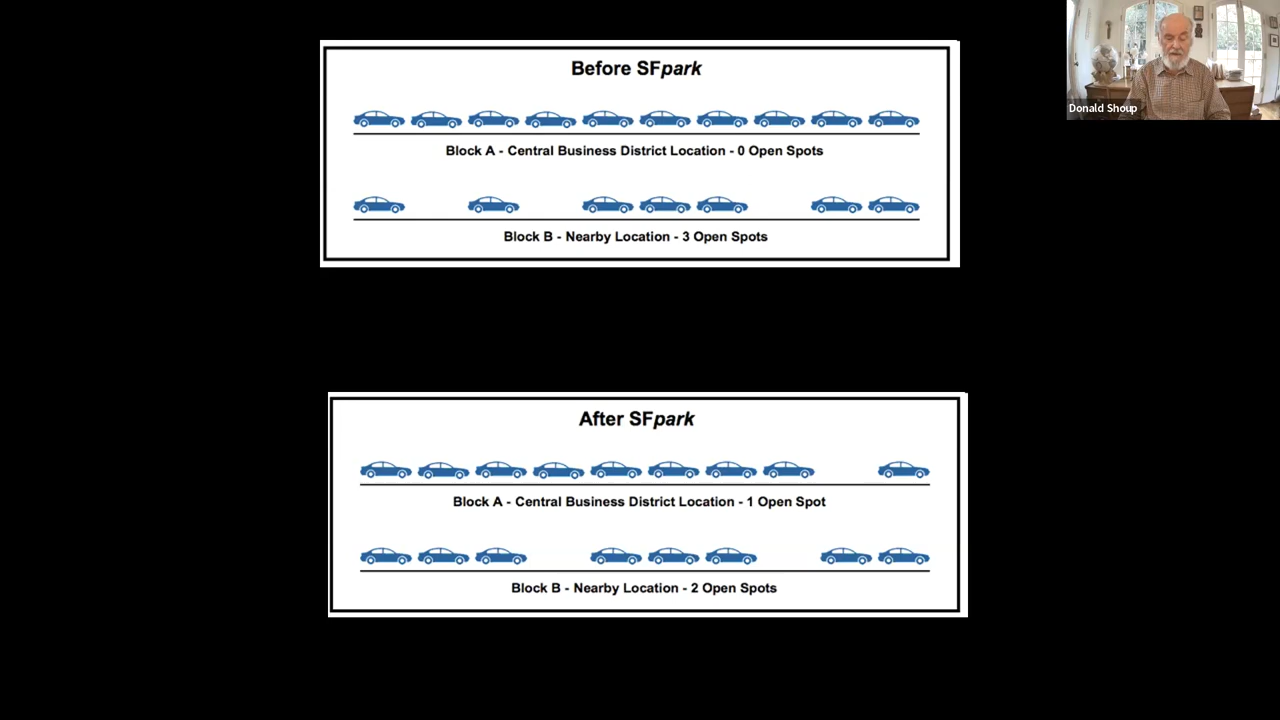 Before SFpark
Block A - Central Business District Location - 0 Open Spots
Block B - Nearby Location - 3 Open Spots
Donald Shoup
After SFpark
Block A - Central Business District Location - 1 Open Spot
Block B - Nearby Location - 2 Open Spots